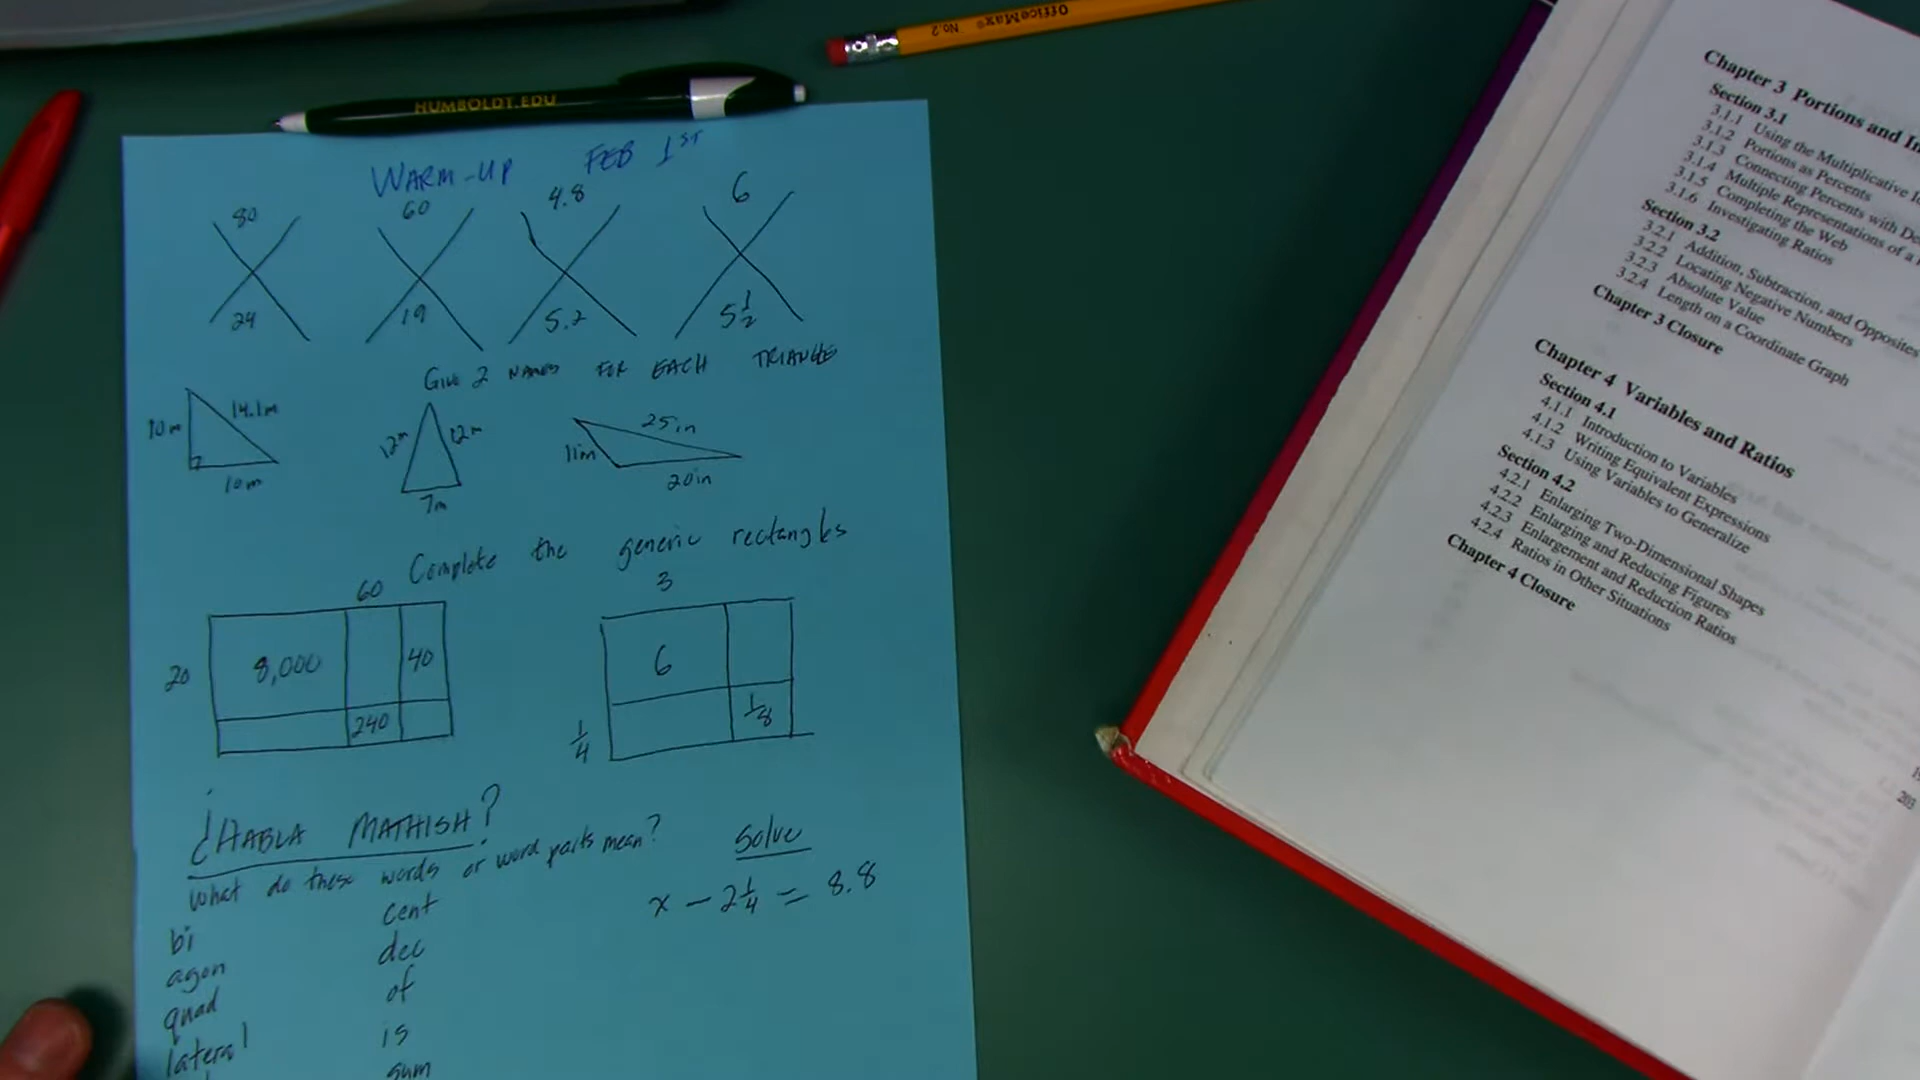 OfficeMax® No.2
HUMBOLDT.EDU
WARM-UP FEB 1ST
80 60 4.8 6
24 19 5.2 5 1/2
GIVE 2 NAMES FOR EACH TRIANGLE
10m 14.1m 10m
12m 12m 7m
25in 11in 20in
Complete the generic rectangles
60
20 8,000 40
240
3
6
1/4 1/8
¿HABLA MATHISH?
What do these words or word parts mean?
bi cent
agon dec
quad of
lateral is
sum
Solve
x - 2 1/4 = 8.8
Chapter 3 Portions and
Section 3.1
3.1.1 Using the Multiplicative
3.1.2 Portions as Percents
3.1.3 Connecting Percents with
3.1.4 Multiple Representations of a
3.1.5 Completing the Web
3.1.6 Investigating Ratios
Section 3.2
3.2.1 Addition, Subtraction, and Opposites
3.2.2 Locating Negative Numbers
3.2.3 Absolute Value
3.2.4 Length on a Coordinate Graph
Chapter 3 Closure
Chapter 4 Variables and Ratios
Section 4.1
4.1.1 Introduction to Variables
4.1.2 Writing Equivalent Expressions
4.1.3 Using Variables to Generalize
Section 4.2
4.2.1 Enlarging Two-Dimensional Shapes
4.2.2 Enlarging and Reducing Figures
4.2.3 Enlargement and Reduction Ratios
4.2.4 Ratios in Other Situations
Chapter 4 Closure
203